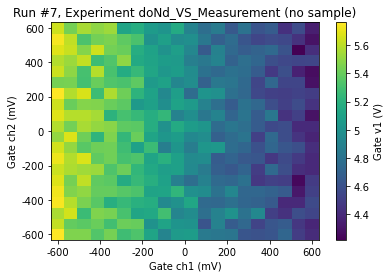 Run #7, Experiment doNd_VS_Measurement (no sample)
600
400
200
0
-200
-400
-600
Gate ch2 (mV)
-600 -400 -200 0 200 400 600
Gate ch1 (mV)
5.6
5.4
5.2
5.0
4.8
4.6
4.4
Gate v1 (V)